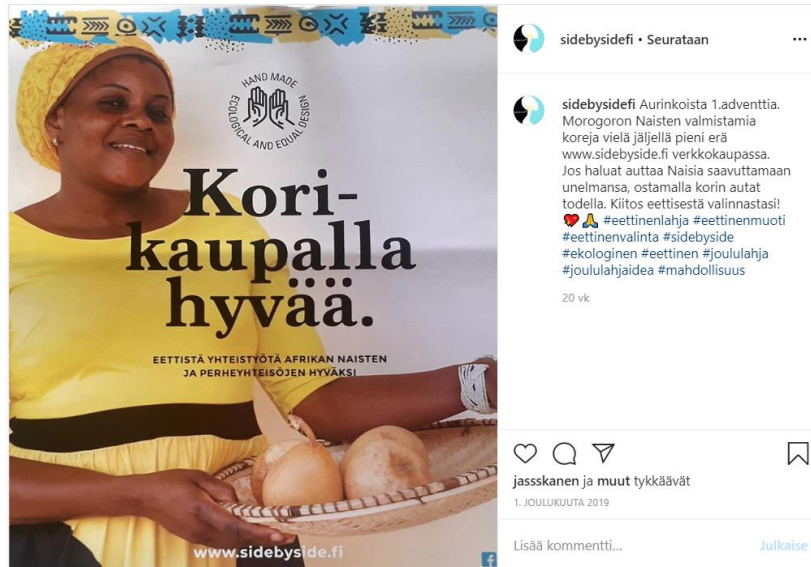 HAND MADE
ECOLOGICAL AND EQUAL DESIGN
Kori-
kaupalla
hyvää.
EETTISTÄ YHTEISTYÖTÄ AFRIKAN NAISTEN
JA PERHEYHTEISÖJEN HYVÄKSI
www.sidebyside.fi
sidebysidefi • Seurataan
sidebysidefi Aurinkoista 1.adventtia.
Morogoron Naisten valmistamia
koreja vielä jäljellä pieni erä
www.sidebyside.fi verkkokaupassa.
Jos haluat auttaa Naisia saavuttamaan
unelmansa, ostamalla korin autat
todella. Kiitos eettisestä valinnastasi!
💖🙏 #eettinenlahja #eettinenmuoti
#eettinenvalinta #sidebyside
#ekologinen #eettinen #joululahja
#joululahjaidea #mahdollisuus
20 vk
jassskanen ja muut tykkäävät
1. JOULUKUUTA 2019
Lisää kommentti...
Julkaise